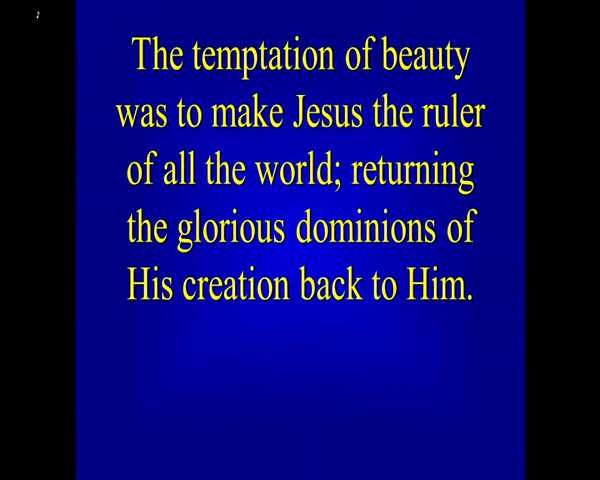 The temptation of beauty
was to make Jesus the ruler
of all the world; returning
the glorious dominions of
His creation back to Him.